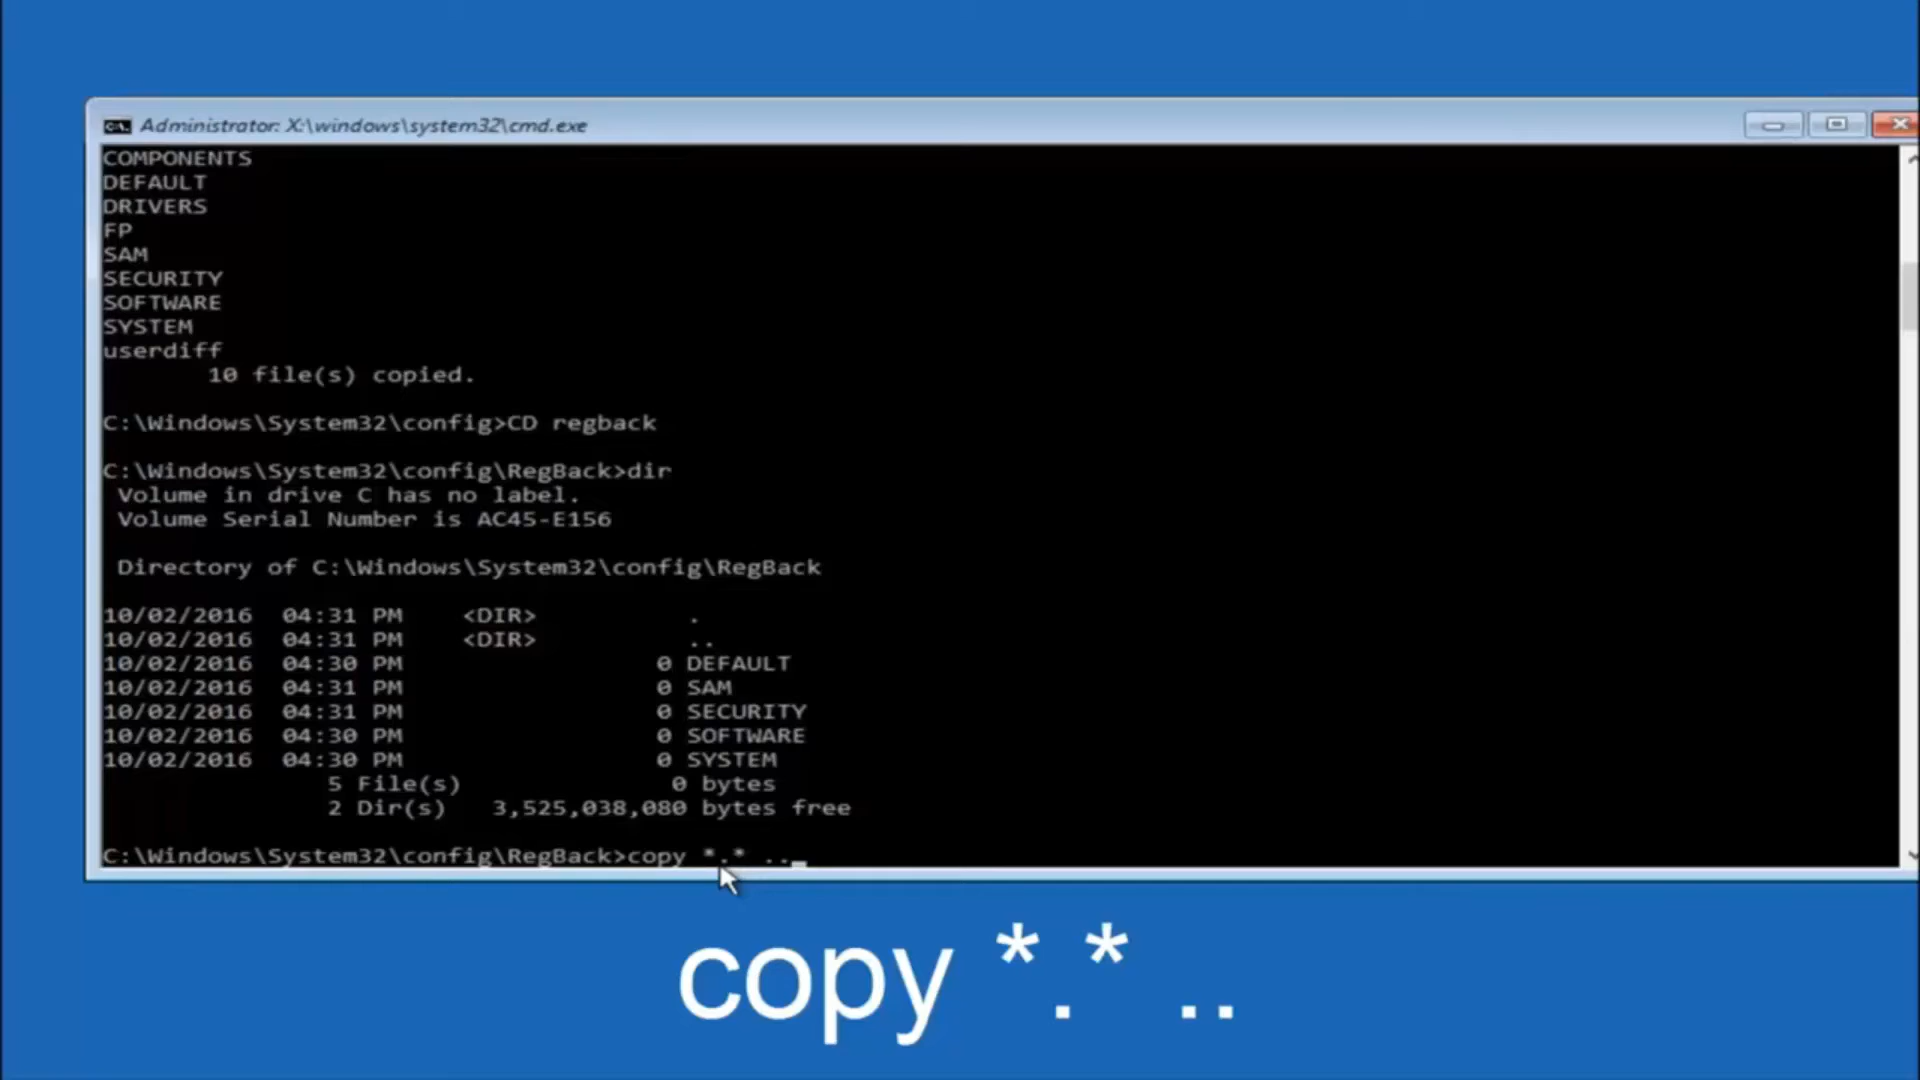 Administrator: X:\windows\system32\cmd.exe
COMPONENTS
DEFAULT
DRIVERS
FP
SAM
SECURITY
SOFTWARE
SYSTEM
userdiff
10 file(s) copied.
C:\Windows\System32\config>CD regback
C:\Windows\System32\config\RegBack>dir
Volume in drive C has no label.
Volume Serial Number is AC45-E156
Directory of C:\Windows\System32\config\RegBack
10/02/2016 04:31 PM <DIR> .
10/02/2016 04:31 PM <DIR> ..
10/02/2016 04:30 PM 0 DEFAULT
10/02/2016 04:31 PM 0 SAM
10/02/2016 04:31 PM 0 SECURITY
10/02/2016 04:30 PM 0 SOFTWARE
10/02/2016 04:30 PM 0 SYSTEM
5 File(s) 0 bytes
2 Dir(s) 3,525,038,080 bytes free
C:\Windows\System32\config\RegBack>copy *.* .._
copy *.* ..